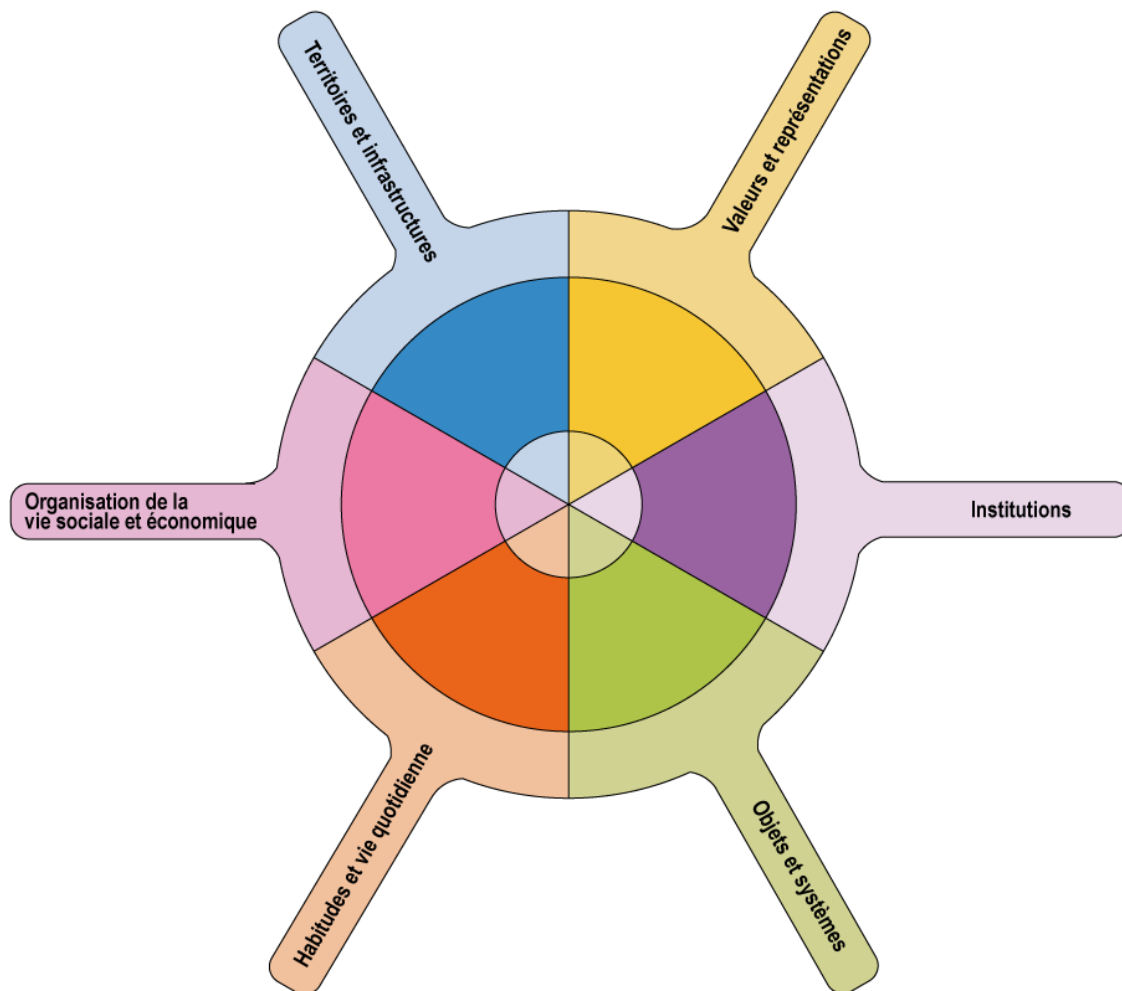 Territoires et infrastructures
Valeurs et représentations
Organisation de la
vie sociale et économique
Institutions
Habitudes et vie quotidienne
Objets et systèmes